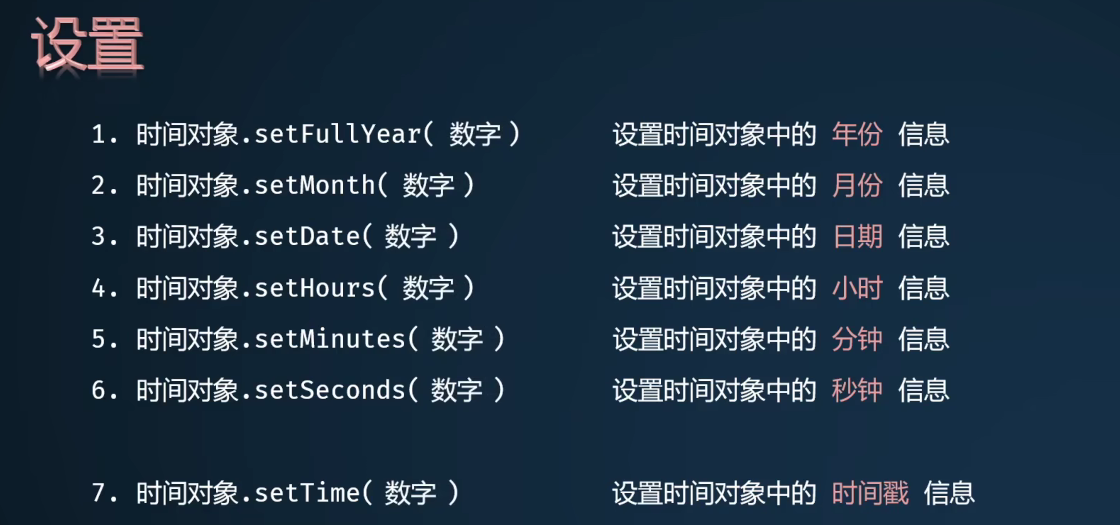 设置
1. 时间对象.setFullYear( 数字 ) 设置时间对象中的 年份 信息
2. 时间对象.setMonth( 数字 ) 设置时间对象中的 月份 信息
3. 时间对象.setDate( 数字 ) 设置时间对象中的 日期 信息
4. 时间对象.setHours( 数字 ) 设置时间对象中的 小时 信息
5. 时间对象.setMinutes( 数字 ) 设置时间对象中的 分钟 信息
6. 时间对象.setSeconds( 数字 ) 设置时间对象中的 秒钟 信息
7. 时间对象.setTime( 数字 ) 设置时间对象中的 时间戳 信息